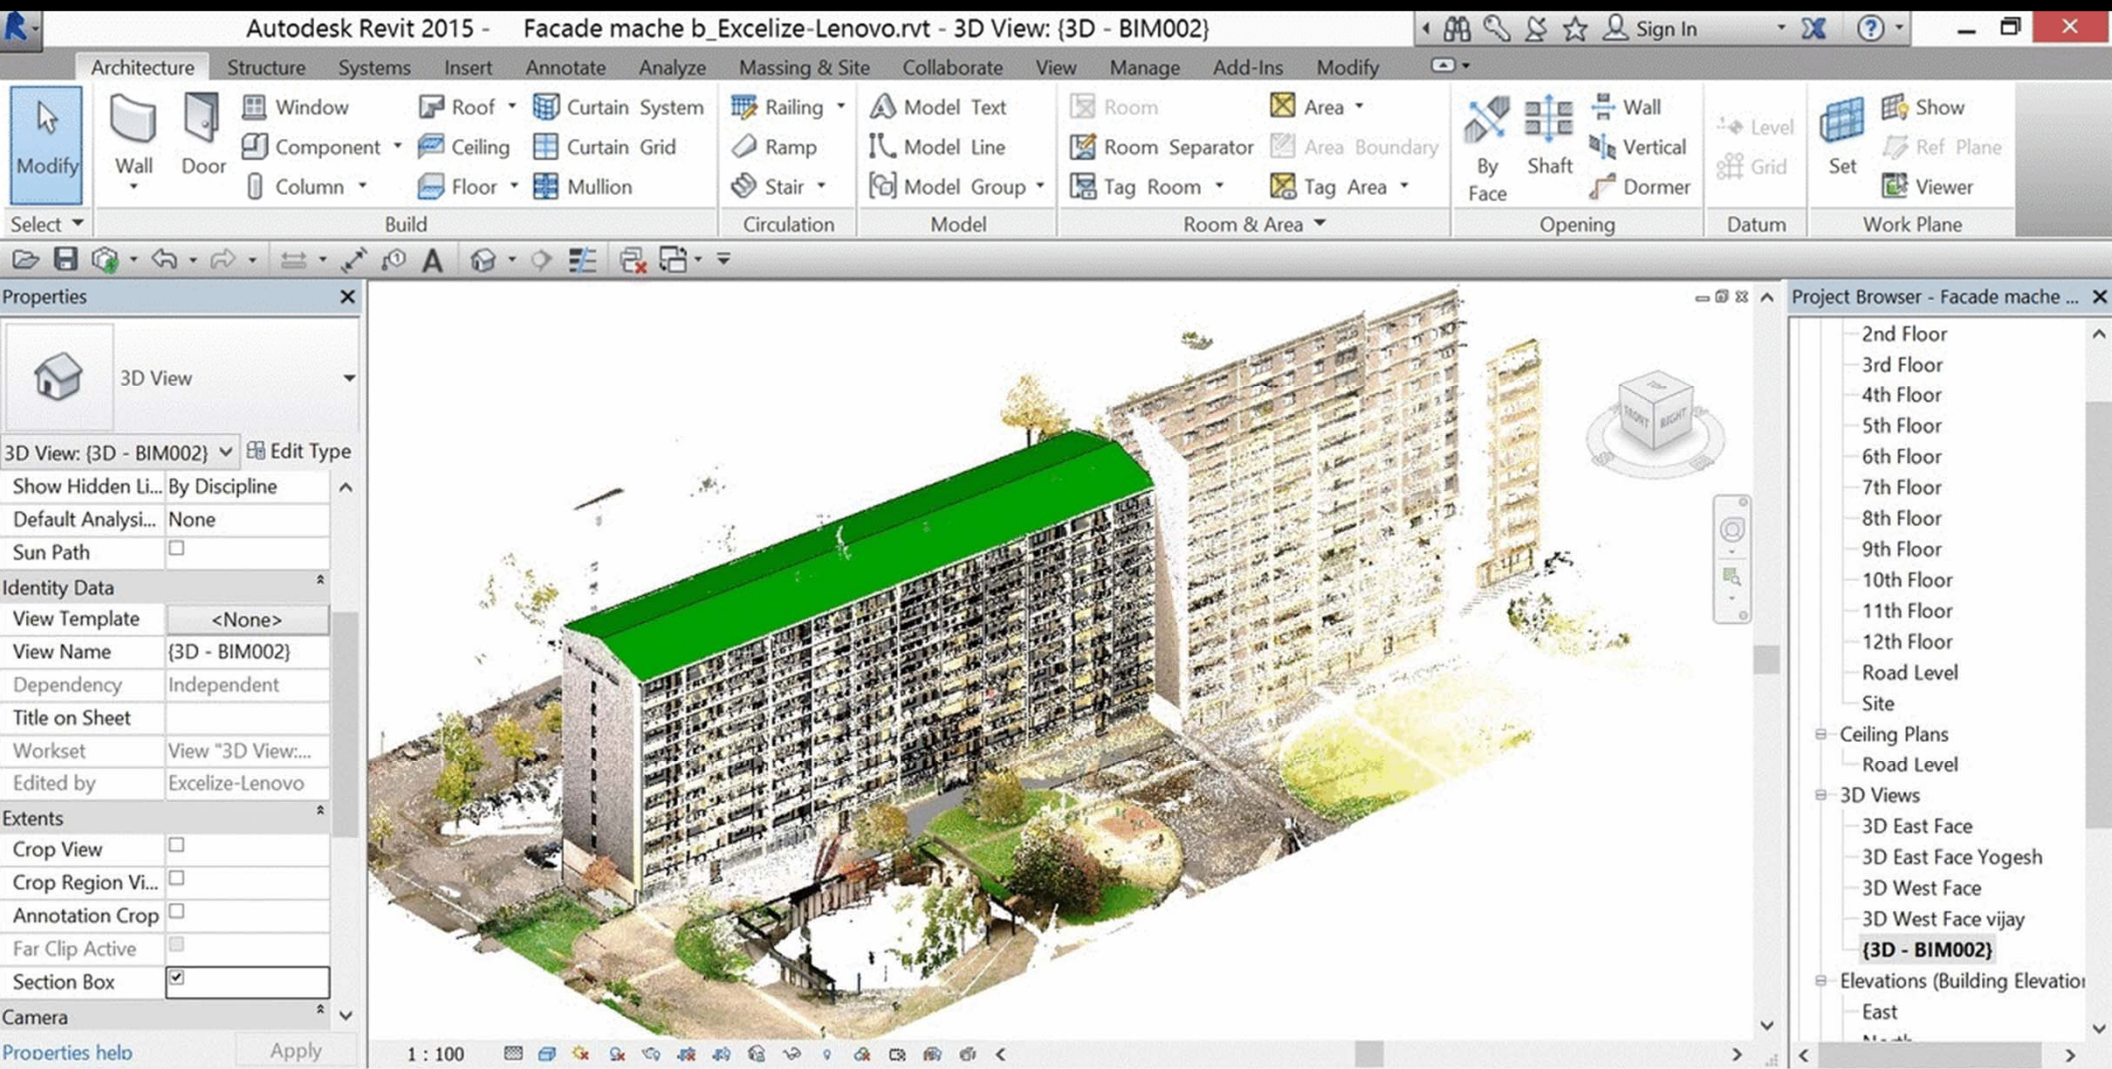 Autodesk Revit 2015 - Facade mache b_Excelize-Lenovo.rvt - 3D View: {3D - BIM002}
Sign In
Architecture Structure Systems Insert Annotate Analyze Massing & Site Collaborate View Manage Add-Ins Modify
Modify
Select
Wall
Door
Window
Component
Column
Roof
Ceiling
Floor
Curtain System
Curtain Grid
Mullion
Build
Railing
Ramp
Stair
Circulation
Model Text
Model Line
Model Group
Model
Room
Room Separator
Tag Room
Area
Area Boundary
Tag Area
Room & Area
By
Face
Shaft
Wall
Vertical
Dormer
Opening
Level
Grid
Datum
Set
Show
Ref Plane
Viewer
Work Plane
A
Properties
3D View
3D View: {3D - BIM002} Edit Type
Show Hidden Li... By Discipline
Default Analysi... None
Sun Path
Identity Data
View Template <None>
View Name {3D - BIM002}
Dependency Independent
Title on Sheet
Workset View "3D View:...
Edited by Excelize-Lenovo
Extents
Crop View
Crop Region Vi...
Annotation Crop
Far Clip Active
Section Box
Camera
Properties help Apply
TOP
FRONT RIGHT
1 : 100
Project Browser - Facade mache ...
2nd Floor
3rd Floor
4th Floor
5th Floor
6th Floor
7th Floor
8th Floor
9th Floor
10th Floor
11th Floor
12th Floor
Road Level
Site
Ceiling Plans
Road Level
3D Views
3D East Face
3D East Face Yogesh
3D West Face
3D West Face vijay
{3D - BIM002}
Elevations (Building Elevation
East